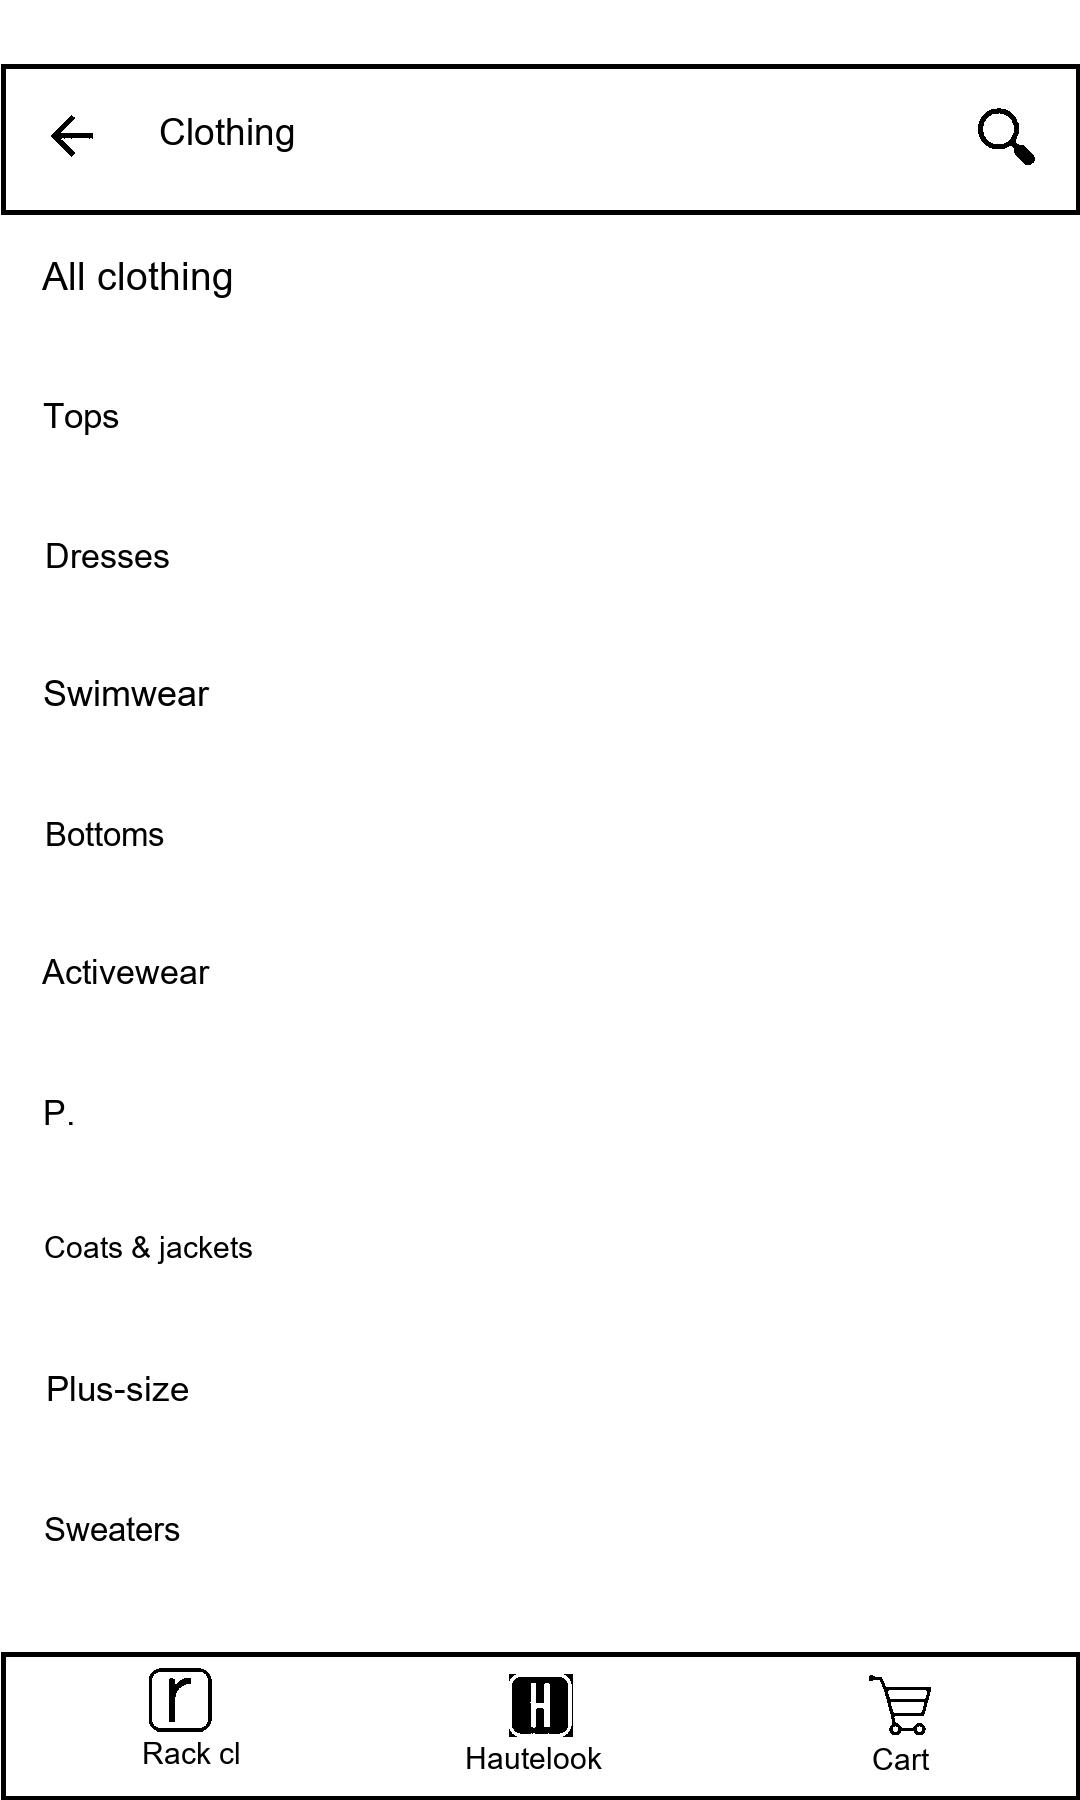 Clothing
All clothing
Tops
Dresses
Swimwear
Bottoms
Activewear
P.
Coats & jackets
Plus-size
Sweaters
r H
Rack cl Hautelook Cart